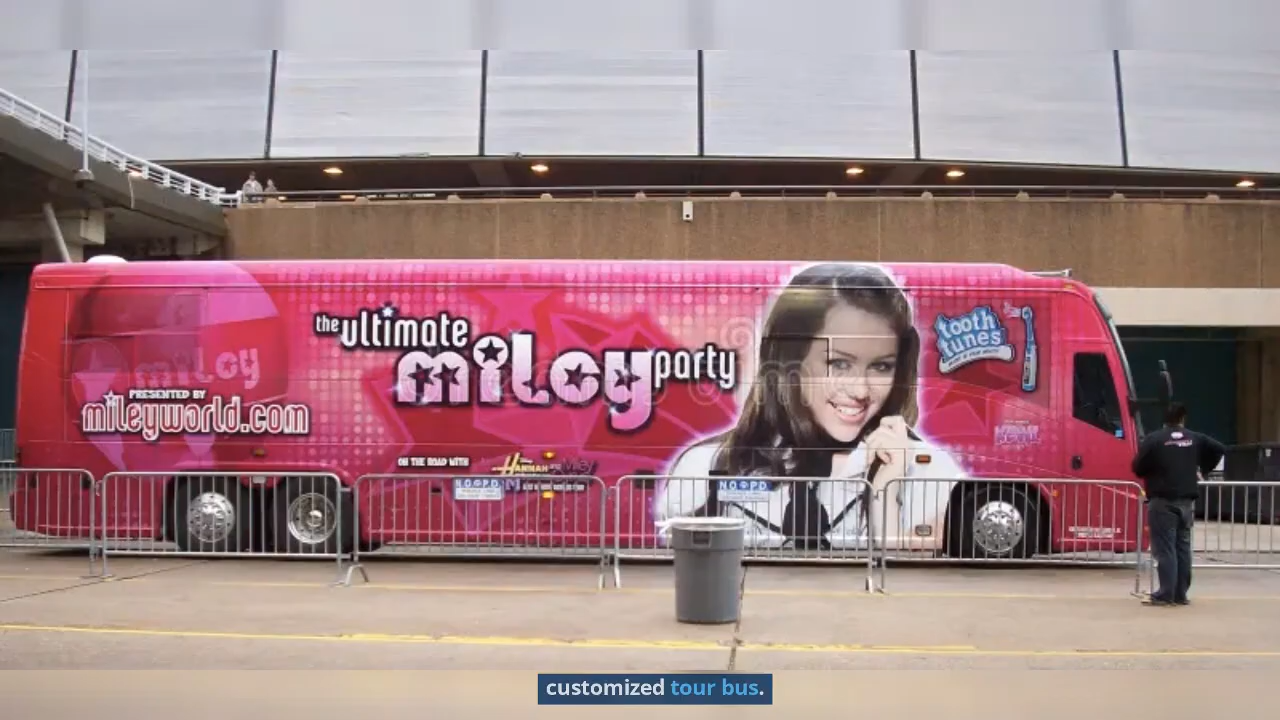 the ultimate
miley party
PRESENTED BY
mileyworld.com
miley
tooth
tunes
ON THE ROAD WITH
HANNAH
NOPD
NOPD
customized tour bus.